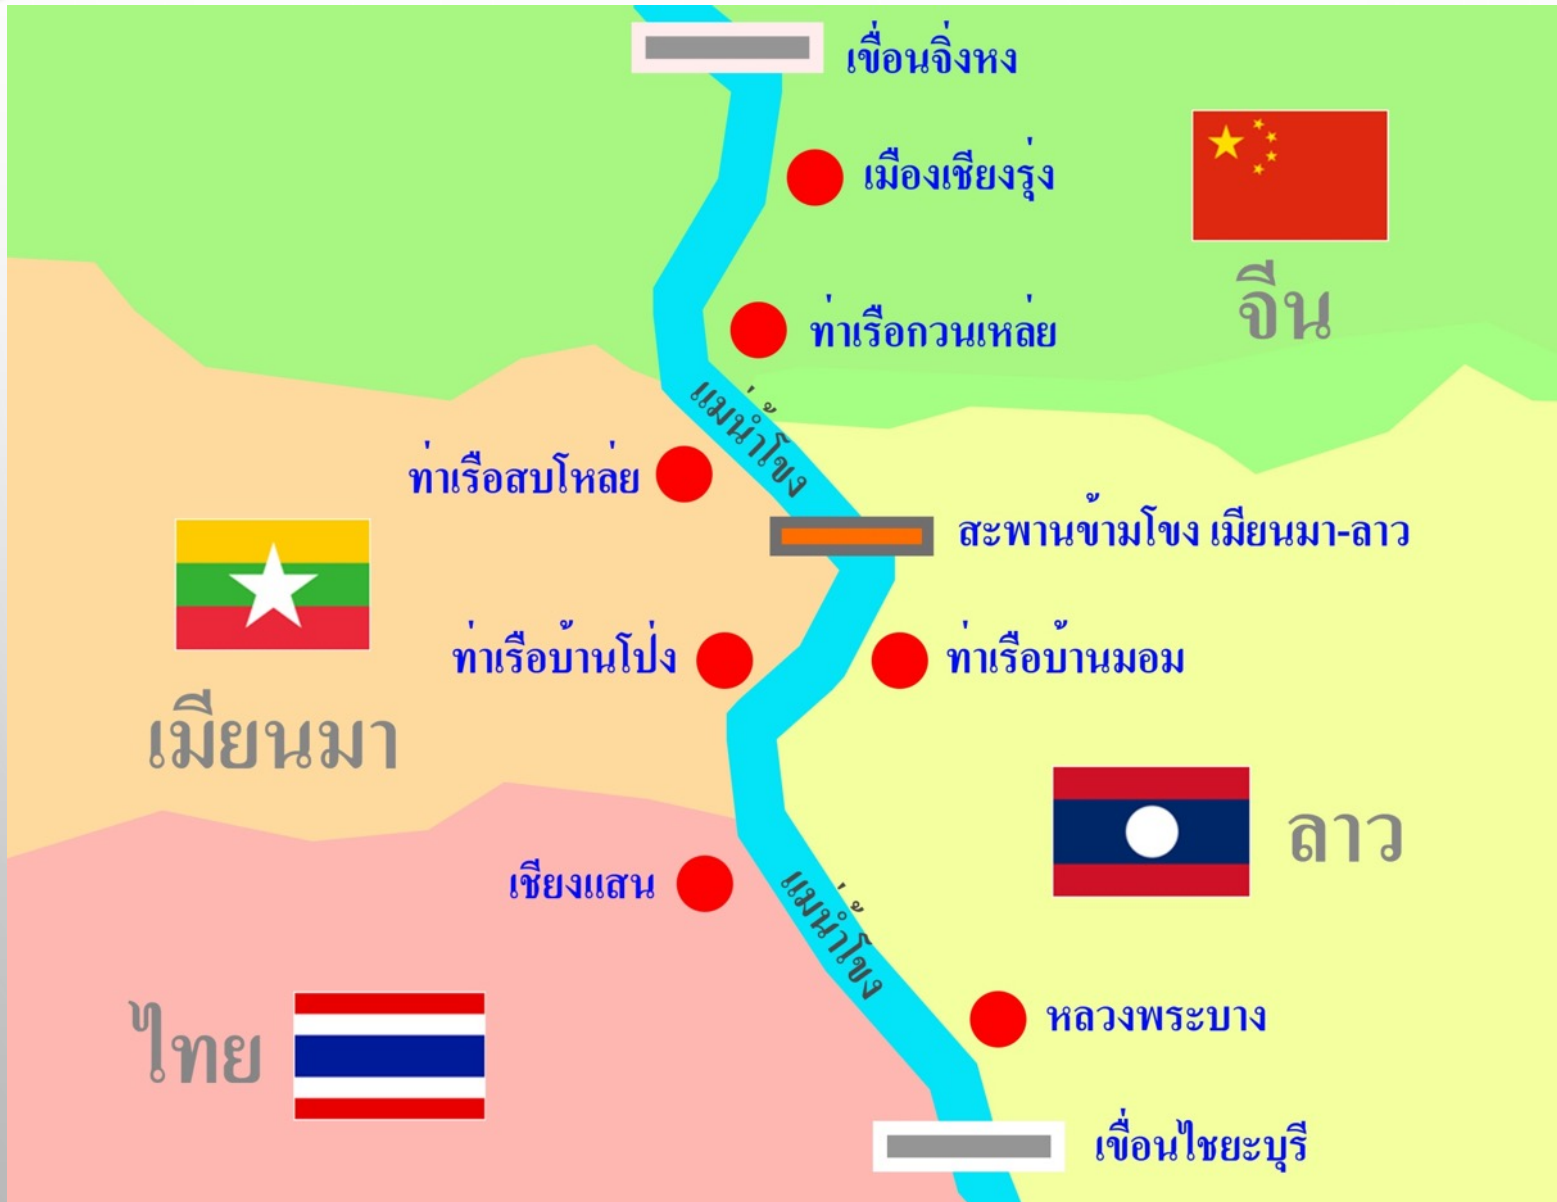 เขื่อนจิ่งหง
เมืองเชียงรุ่ง
จีน
ท่าเรือกวนเหล่ย
แม่น้ำโขง
ท่าเรือสบโหล่ย
สะพานข้ามโขง เมียนมา-ลาว
ท่าเรือบ้านโป่ง
ท่าเรือบ้านมอม
เมียนมา
ลาว
เชียงแสน
แม่น้ำโขง
หลวงพระบาง
ไทย
เขื่อนไชยะบุรี